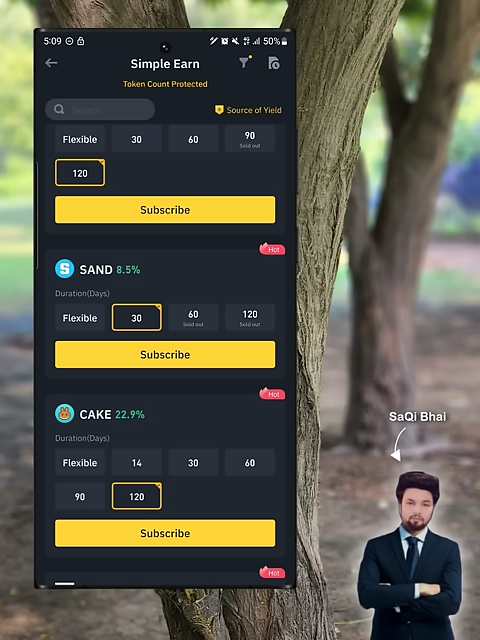 5:09
50%
Simple Earn
Token Count Protected
Search
Source of Yield
Flexible 30 60 90
Sold out
120
Subscribe
Hot
SAND 8.5%
Duration(Days)
Flexible 30 60 120
Sold out Sold out
Subscribe
Hot
CAKE 22.9%
Duration(Days)
Flexible 14 30 60
90 120
Subscribe
Hot
SaQi Bhai